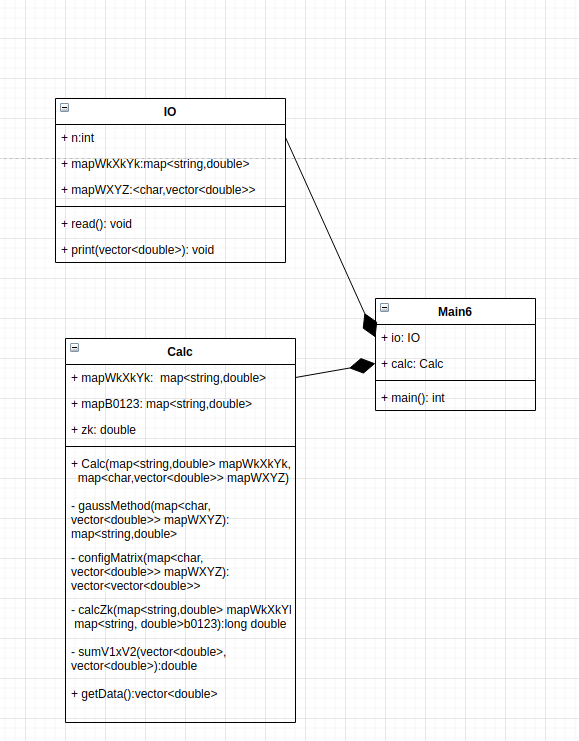 IO
+ n:int
+ mapWkXkYk:map<string,double>
+ mapWXYZ:<char,vector<double>>
+ read(): void
+ print(vector<double>): void
Main6
+ io: IO
+ calc: Calc
+ main(): int
Calc
+ mapWkXkYk:  map<string,double>
+ mapB0123: map<string,double>
+ zk: double
+ Calc(map<string,double> mapWkXkYk,
map<char,vector<double>> mapWXYZ)
- gaussMethod(map<char,
vector<double>> mapWXYZ):
map<string,double>
- configMatrix(map<char,
vector<double>> mapWXYZ):
vector<vector<double>>
- calcZk(map<string,double> mapWkXkYl
map<string, double>b0123):long double
- sumV1xV2(vector<double>,
vector<double>):double
+ getData():vector<double>